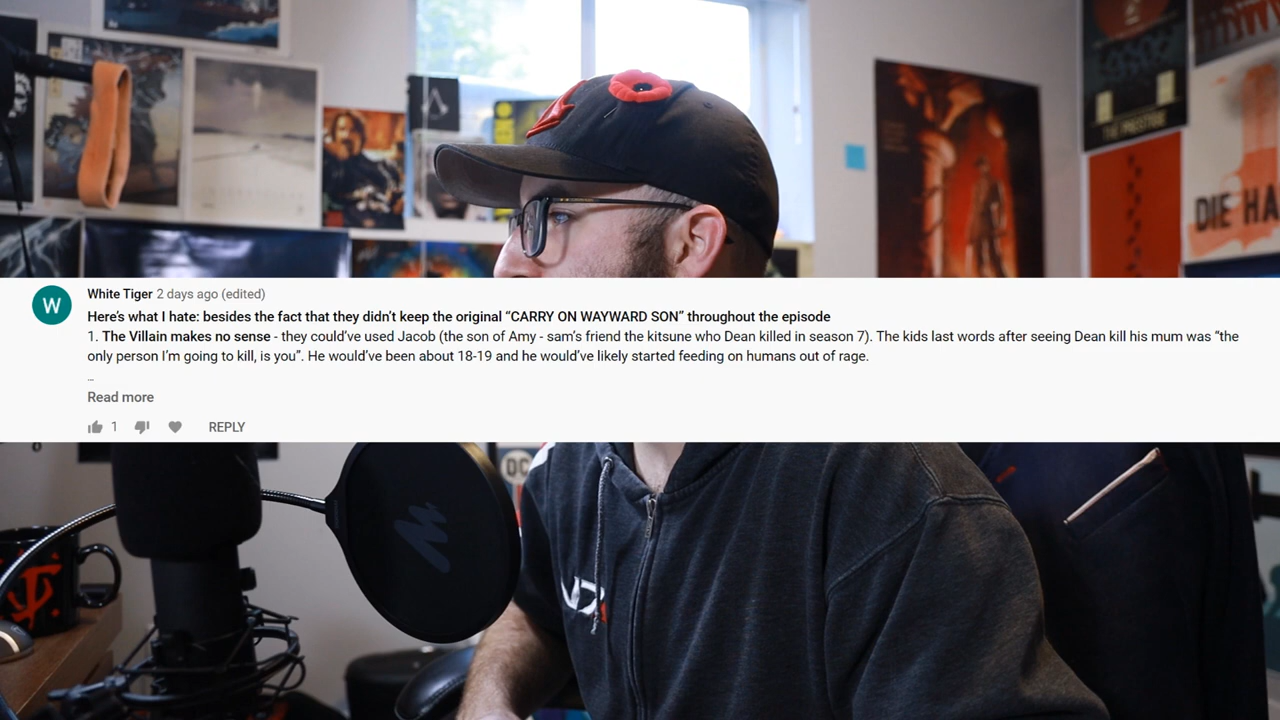 THE PRESTIGE
DIE HA
White Tiger 2 days ago (edited)
Here's what I hate: besides the fact that they didn't keep the original “CARRY ON WAYWARD SON” throughout the episode
1. The Villain makes no sense - they could've used Jacob (the son of Amy - sam's friend the kitsune who Dean killed in season 7). The kids last words after seeing Dean kill his mum was “the
only person I'm going to kill, is you”. He would've been about 18-19 and he would've likely started feeding on humans out of rage.
...
Read more
1 REPLY
DC